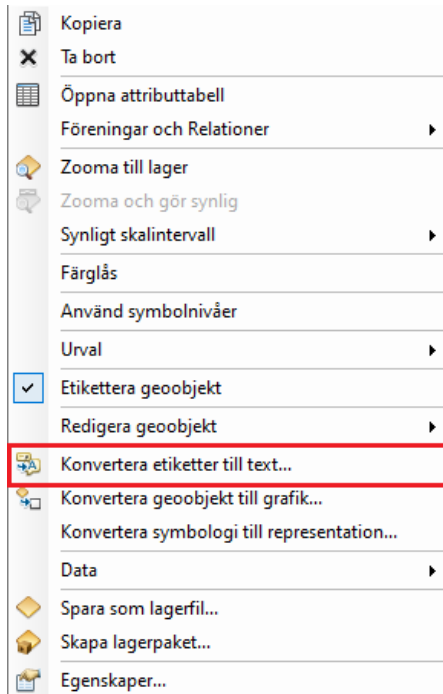 Kopiera
Ta bort
Öppna attributtabell
Föreningar och Relationer
Zooma till lager
Zooma och gör synlig
Synligt skalintervall
Färglås
Använd symbolnivåer
Urval
Etikettera geoobjekt
Redigera geoobjekt
Konvertera etiketter till text...
Konvertera geoobjekt till grafik...
Konvertera symbologi till representation...
Data
Spara som lagerfil...
Skapa lagerpaket...
Egenskaper...